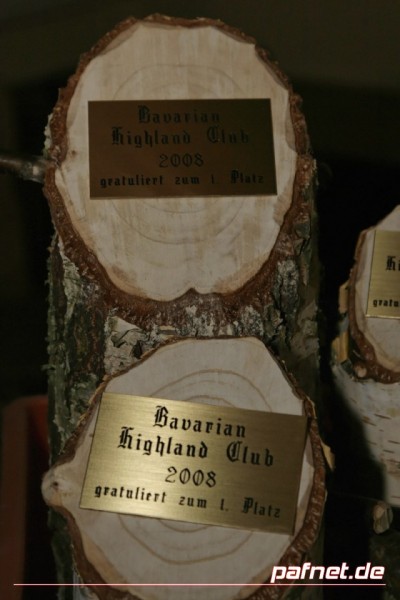 Bavarian
Highland Club
2008
gratuliert zum 1. Platz
Bavarian
Highland Club
2008
gratuliert zum 1. Platz
pafnet.de